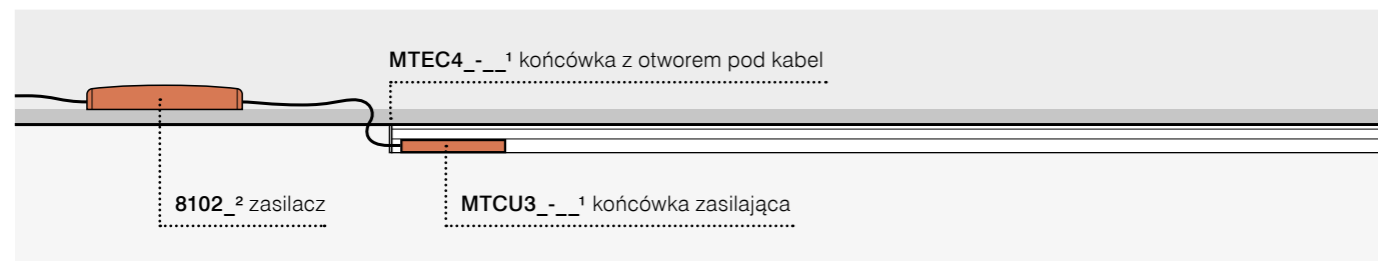 MTEC4_-__¹ końcówka z otworem pod kabel
8102_² zasilacz
MTCU3_-__¹ końcówka zasilająca